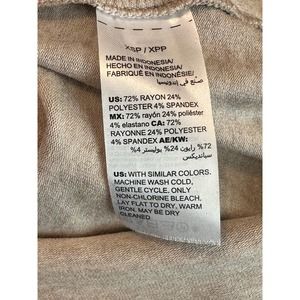 XSP / XPP
MADE IN INDONESIA/
HECHO EN INDONESIA/
FABRIQUÉ EN INDONÉSIE/
صنع في إندونيسيا
US: 72% RAYON 24%
POLYESTER 4% SPANDEX
MX: 72% rayón 24% poliéster
4% elastano CA: 72%
RAYONNE 24% POLYESTER
4% SPANDEX AE/KW:
72% رايون 24% بوليستر 4%
سباندیکس
US: WITH SIMILAR COLORS.
MACHINE WASH COLD,
GENTLE CYCLE. ONLY
NON-CHLORINE BLEACH.
LAY FLAT TO DRY, WARM
IRON. MAY BE DRY
CLEANED